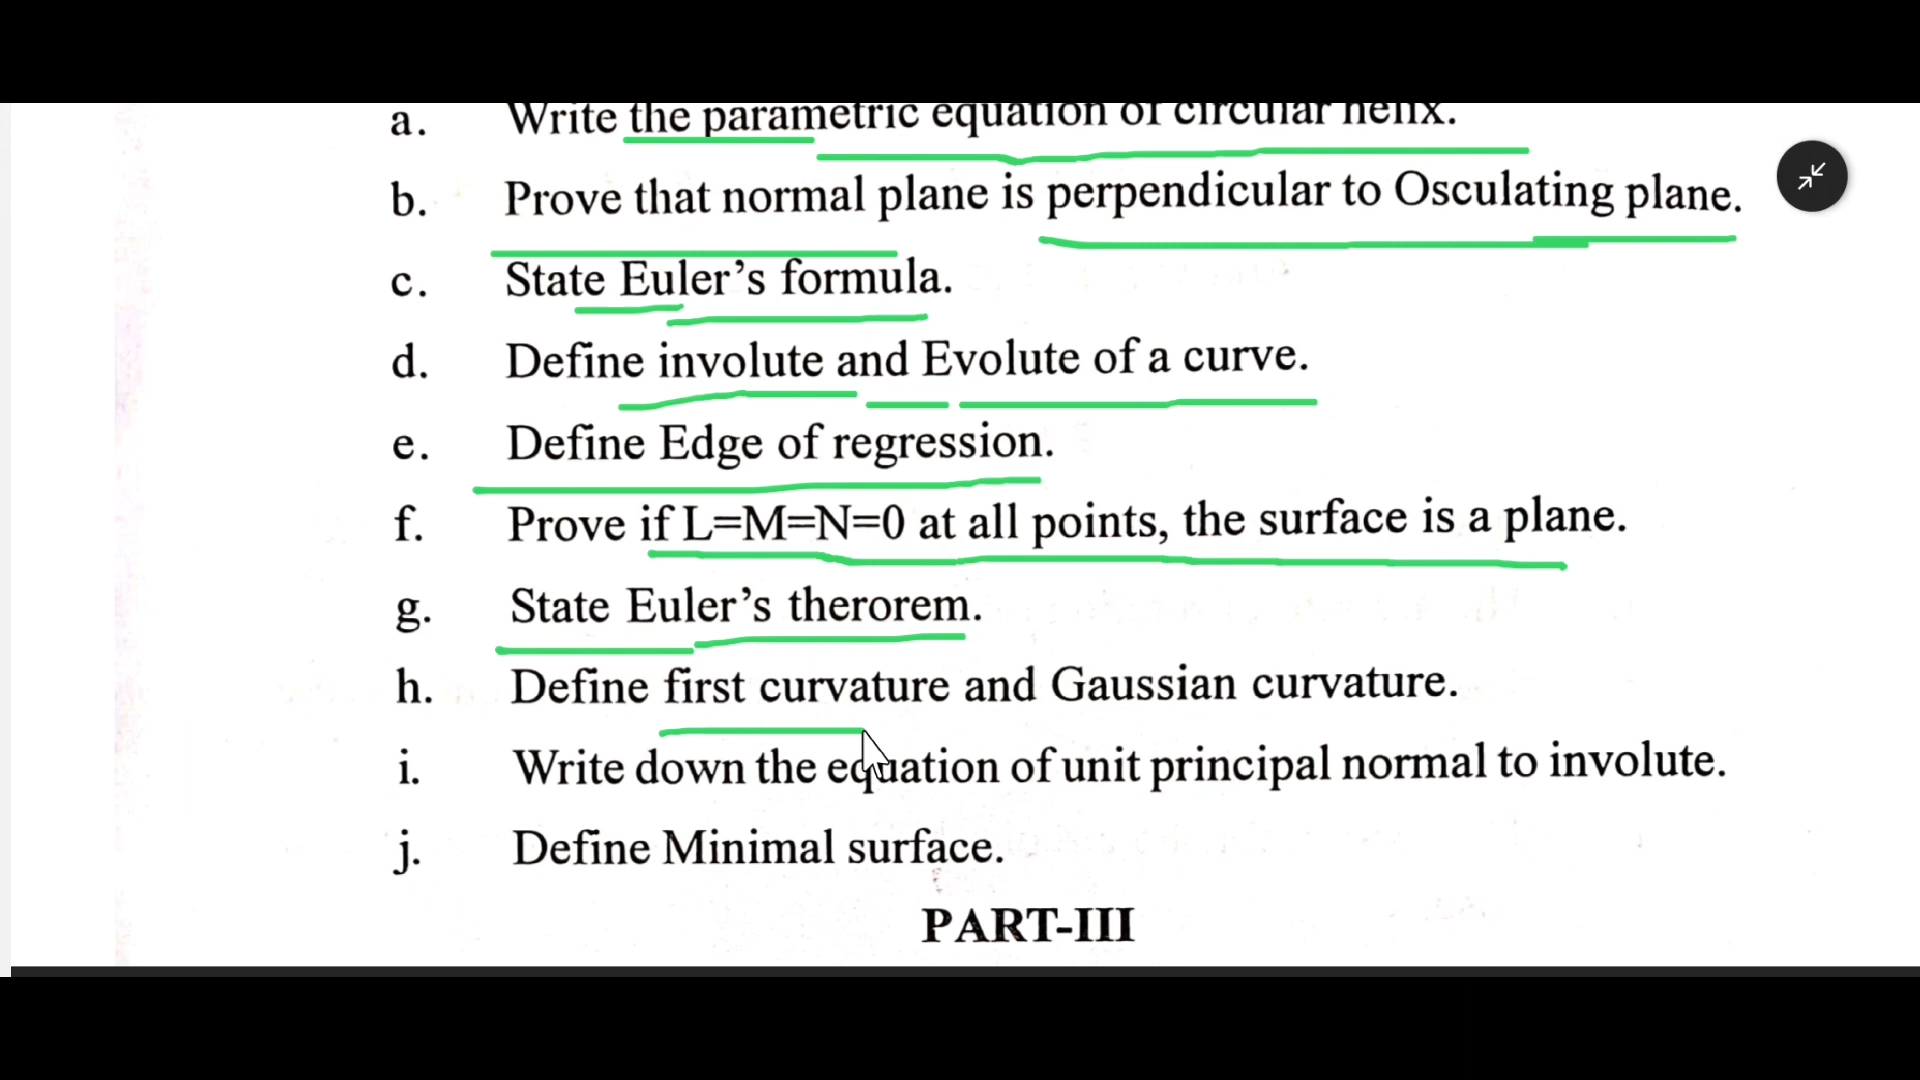 a. Write the parametric equation of circular helix.
b. Prove that normal plane is perpendicular to Osculating plane.
c. State Euler’s formula.
d. Define involute and Evolute of a curve.
e. Define Edge of regression.
f. Prove if L=M=N=0 at all points, the surface is a plane.
g. State Euler’s therorem.
h. Define first curvature and Gaussian curvature.
i. Write down the equation of unit principal normal to involute.
j. Define Minimal surface.
PART-III